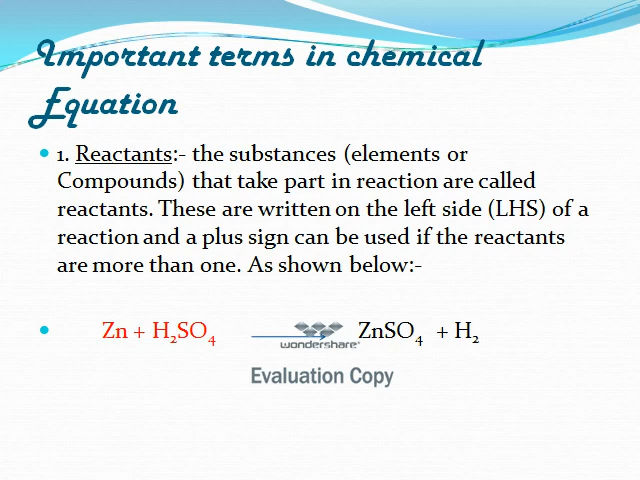 Important terms in chemical
Equation
1. Reactants:- the substances (elements or
Compounds) that take part in reaction are called
reactants. These are written on the left side (LHS) of a
reaction and a plus sign can be used if the reactants
are more than one. As shown below:-
Zn + H₂SO₄ ZnSO₄ + H₂
wondershare
Evaluation Copy